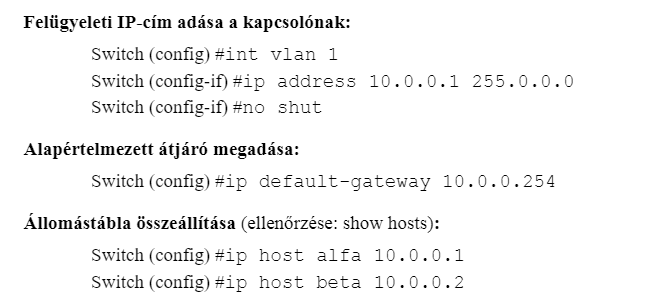 Felügyeleti IP-cím adása a kapcsolónak:
Switch (config) #int vlan 1
Switch (config-if) #ip address 10.0.0.1 255.0.0.0
Switch (config-if) #no shut
Alapértelmezett átjáró megadása:
Switch (config) #ip default-gateway 10.0.0.254
Állomástábla összeállítása (ellenőrzése: show hosts):
Switch (config) #ip host alfa 10.0.0.1
Switch (config) #ip host beta 10.0.0.2